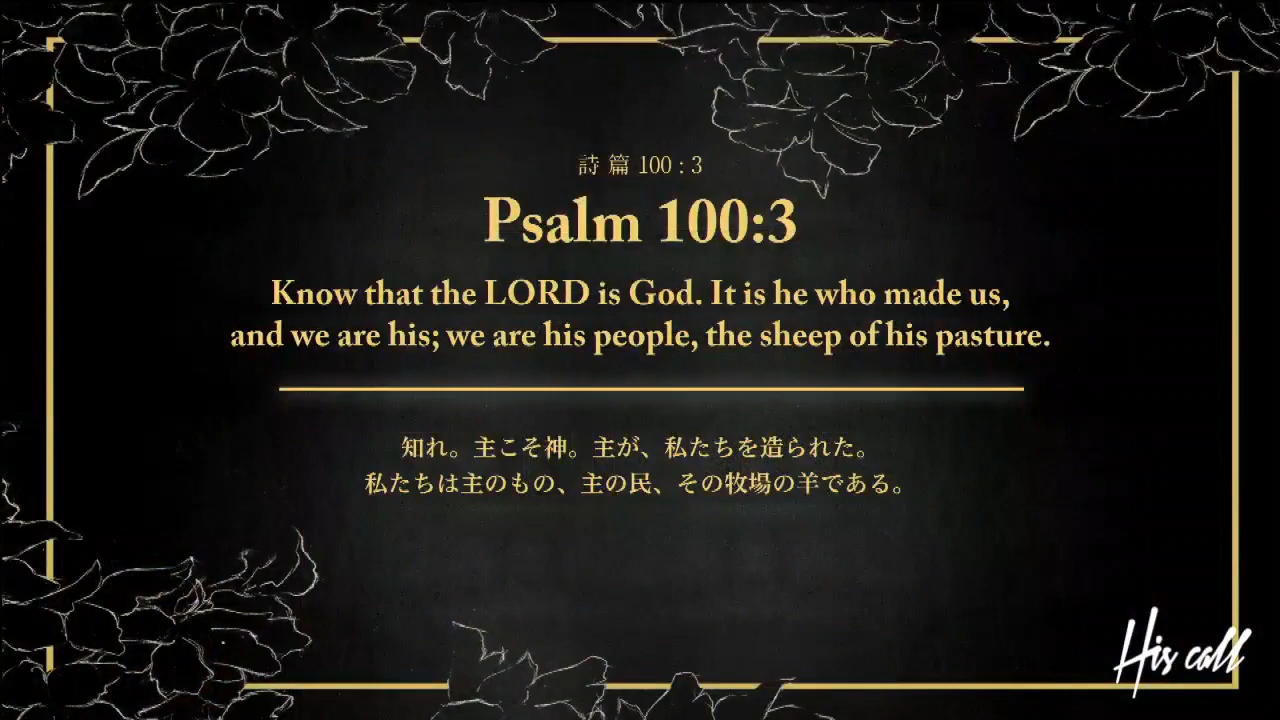 詩篇 100 : 3
Psalm 100:3
Know that the LORD is God. It is he who made us,
and we are his; we are his people, the sheep of his pasture.
知れ。主こそ神。主が、私たちを造られた。
私たちは主のもの、主の民、その牧場の羊である。
His call